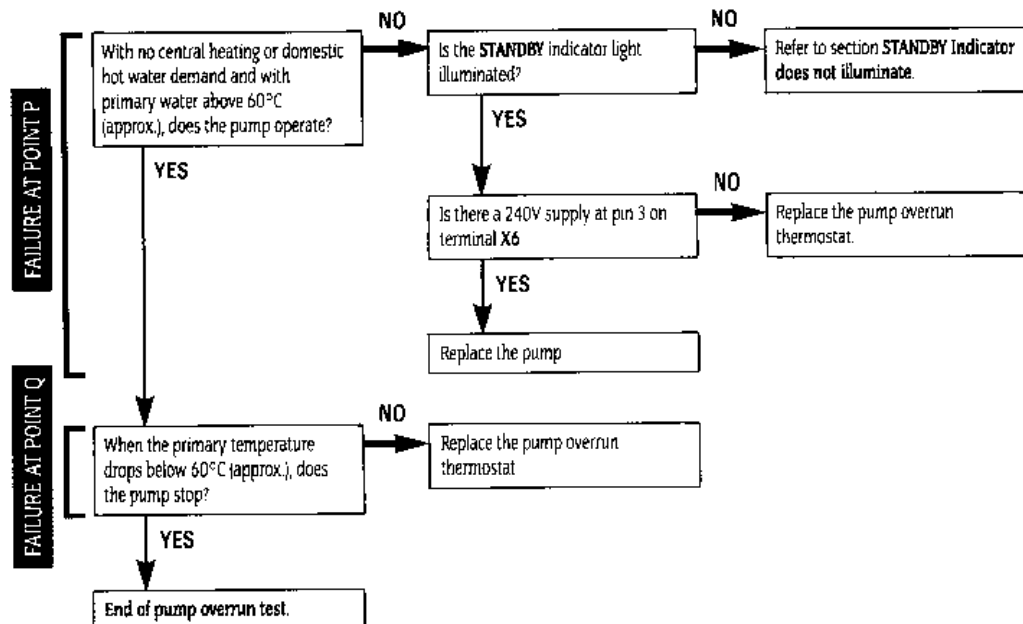 FAILURE AT POINT P
With no central heating or domestic
hot water demand and with
primary water above 60°C
(approx.), does the pump operate?
NO
Is the STANDBY indicator light
illuminated?
NO
Refer to section STANDBY Indicator
does not illuminate.
YES
YES
Is there a 240V supply at pin 3 on
terminal X6
NO
Replace the pump overrun
thermostat.
YES
Replace the pump
FAILURE AT POINT Q
When the primary temperature
drops below 60°C (approx.), does
the pump stop?
NO
Replace the pump overrun
thermostat
YES
End of pump overrun test.